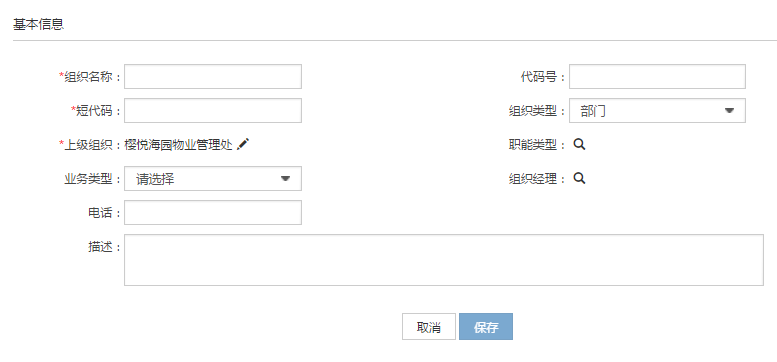 基本信息
*组织名称： 代码号：
*短代码： 组织类型： 部门
*上级组织：樱悦海园物业管理处 职能类型：
业务类型： 请选择 组织经理：
电话：
描述：
取消 保存